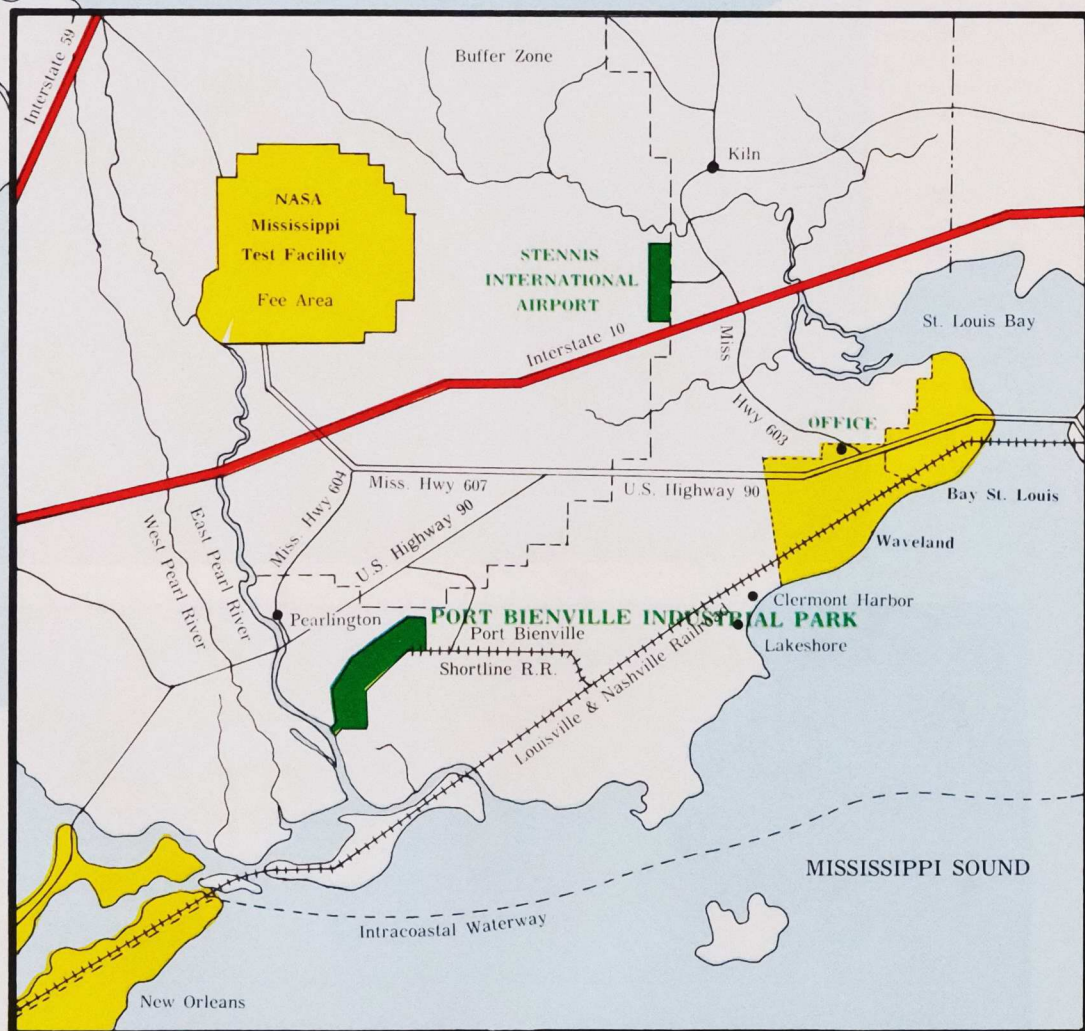 Interstate 59
Buffer Zone
Kiln
NASA
Mississippi
Test Facility
Fee Area
STENNIS
INTERNATIONAL
AIRPORT
Interstate 10
Miss
Hwy 603
St. Louis Bay
OFFICE
Miss. Hwy 607
U.S. Highway 90
Bay St. Louis
Waveland
Miss Hwy 604
U.S. Highway 90
West Pearl River
East Pearl River
Pearlington
Clermont Harbor
PORT BIENVILLE INDUSTRIAL PARK
Port Bienville
Shortline R.R.
Lakeshore
Louisville & Nashville Railroad
MISSISSIPPI SOUND
Intracoastal Waterway
New Orleans